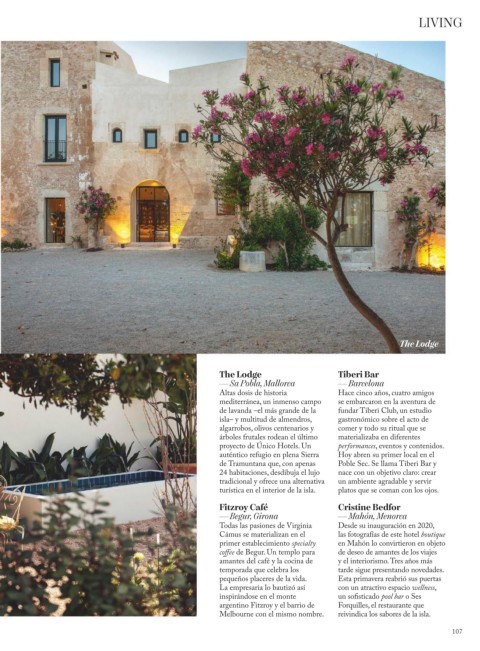 LIVING
The Lodge
The Lodge
— Sa Pobla, Mallorca
Altas dosis de historia
mediterránea, un inmenso campo
de lavanda –el más grande de la
isla– y multitud de almendros,
algarrobos, olivos centenarios y
árboles frutales rodean el último
proyecto de Único Hotels. Un
auténtico refugio en plena Sierra
de Tramuntana que, con apenas
24 habitaciones, desdibuja el lujo
tradicional y ofrece una alternativa
turística en el interior de la isla.
Fitzroy Café
— Begur, Girona
Todas las pasiones de Virginia
Cámus se materializan en el
primer establecimiento specialty
coffee de Begur. Un templo para
amantes del café y la cocina de
temporada que celebra los
pequeños placeres de la vida.
La empresaria lo bautizó así
inspirándose en el monte
argentino Fitzroy y el barrio de
Melbourne con el mismo nombre.
Tiberi Bar
— Barcelona
Hace cinco años, cuatro amigos
se embarcaron en la aventura de
fundar Tiberi Club, un estudio
gastronómico sobre el acto de
comer y todo su ritual que se
materializaba en diferentes
performances, eventos y contenidos.
Hoy abren su primer local en el
Poble Sec. Se llama Tiberi Bar y
nace con un objetivo claro: crear
un ambiente agradable y servir
platos que se coman con los ojos.
Cristine Bedfor
— Mahón, Menorca
Desde su inauguración en 2020,
las fotografías de este hotel boutique
en Mahón lo convirtieron en objeto
de deseo de amantes de los viajes
y el interiorismo. Tres años más
tarde sigue presentando novedades.
Esta primavera reabrió sus puertas
con un atractivo espacio wellness,
un sofisticado pool bar o Ses
Forquilles, el restaurante que
reivindica los sabores de la isla.
107